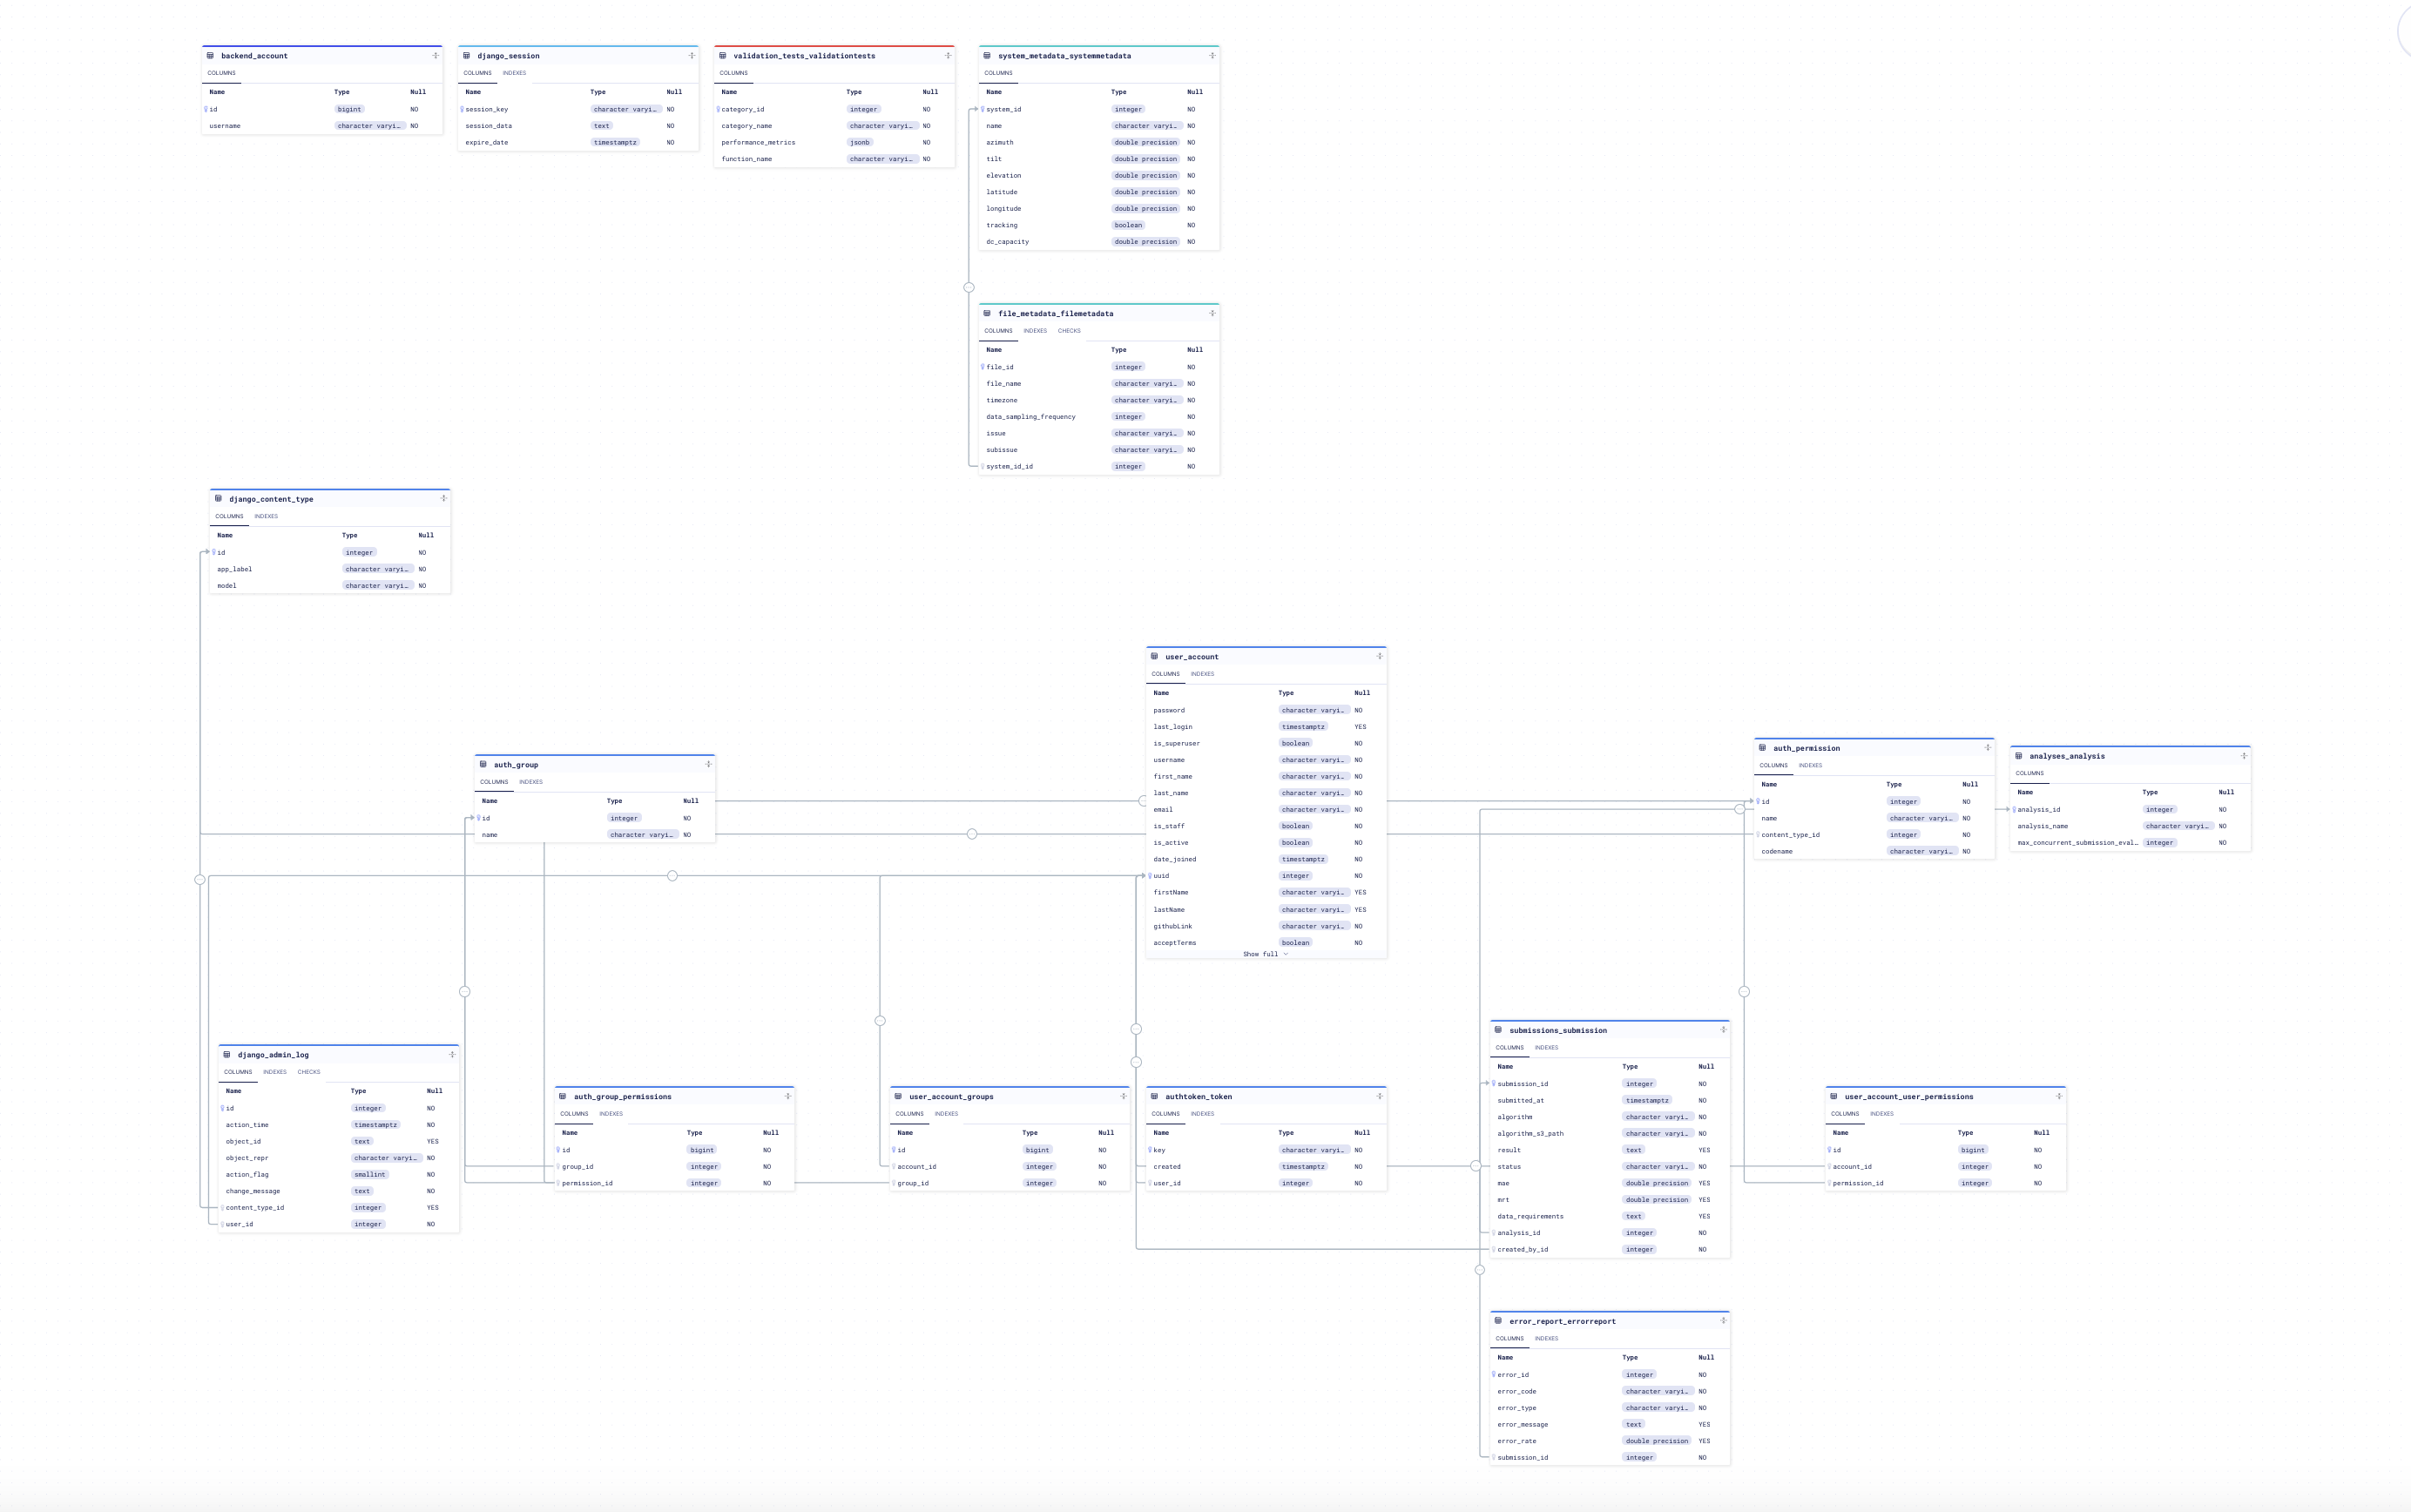 backend_account
COLUMNS
Name Type Null
id bigint NO
username character varyi… NO
django_session
COLUMNS INDEXES
Name Type Null
session_key character varyi… NO
session_data text NO
expire_date timestamptz NO
validation_tests_validationtests
COLUMNS
Name Type Null
category_id integer NO
category_name character varyi… NO
performance_metrics jsonb NO
function_name character varyi… NO
system_metadata_systemmetadata
COLUMNS
Name Type Null
system_id integer NO
name character varyi… NO
azimuth double precision NO
tilt double precision NO
elevation double precision NO
latitude double precision NO
longitude double precision NO
tracking boolean NO
dc_capacity double precision NO
file_metadata_filemetadata
COLUMNS INDEXES CHECKS
Name Type Null
file_id integer NO
file_name character varyi… NO
timezone character varyi… NO
data_sampling_frequency integer NO
issue character varyi… NO
subissue character varyi… NO
system_id_id integer NO
django_content_type
COLUMNS INDEXES
Name Type Null
id integer NO
app_label character varyi… NO
model character varyi… NO
user_account
COLUMNS INDEXES
Name Type Null
password character varyi… NO
last_login timestamptz YES
is_superuser boolean NO
username character varyi… NO
first_name character varyi… NO
last_name character varyi… NO
email character varyi… NO
is_staff boolean NO
is_active boolean NO
date_joined timestamptz NO
uuid integer NO
firstName character varyi… YES
lastName character varyi… YES
githubLink character varyi… NO
acceptTerms boolean NO
Show full
auth_group
COLUMNS INDEXES
Name Type Null
id integer NO
name character varyi… NO
auth_permission
COLUMNS INDEXES
Name Type Null
id integer NO
name character varyi… NO
content_type_id integer NO
codename character varyi… NO
analyses_analysis
COLUMNS
Name Type Null
analysis_id integer NO
analysis_name character varyi… NO
max_concurrent_submission_eval… integer NO
django_admin_log
COLUMNS INDEXES CHECKS
Name Type Null
id integer NO
action_time timestamptz NO
object_id text YES
object_repr character varyi… NO
action_flag smallint NO
change_message text NO
content_type_id integer YES
user_id integer NO
auth_group_permissions
COLUMNS INDEXES
Name Type Null
id bigint NO
group_id integer NO
permission_id integer NO
user_account_groups
COLUMNS INDEXES
Name Type Null
id bigint NO
account_id integer NO
group_id integer NO
authtoken_token
COLUMNS INDEXES
Name Type Null
key character varyi… NO
created timestamptz NO
user_id integer NO
submissions_submission
COLUMNS INDEXES
Name Type Null
submission_id integer NO
submitted_at timestamptz NO
algorithm character varyi… NO
algorithm_s3_path character varyi… NO
result text YES
status character varyi… NO
mae double precision YES
mrt double precision YES
data_requirements text YES
analysis_id integer NO
created_by_id integer NO
user_account_user_permissions
COLUMNS INDEXES
Name Type Null
id bigint NO
account_id integer NO
permission_id integer NO
error_report_errorreport
COLUMNS INDEXES
Name Type Null
error_id integer NO
error_code character varyi… NO
error_type character varyi… NO
error_message text YES
error_rate double precision YES
submission_id integer NO